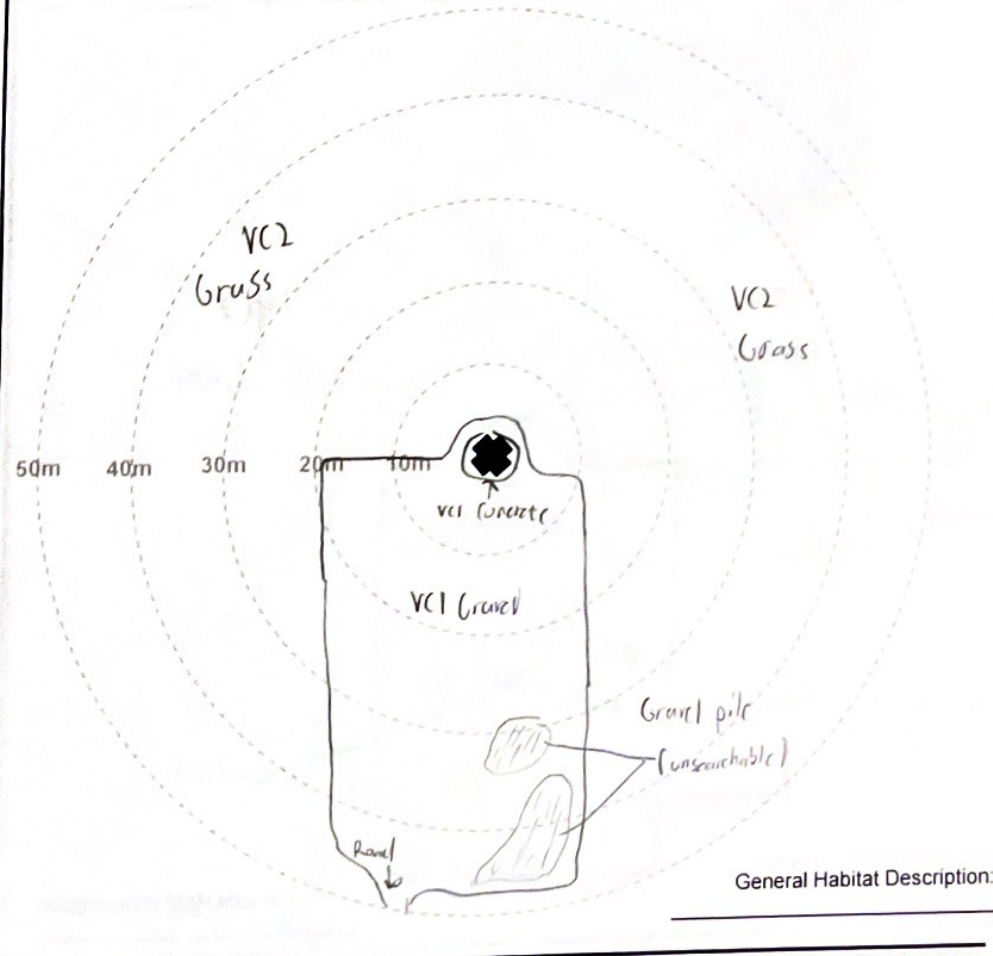 VC2
Grass
VC2
Grass
50m 40m 30m 20m 10m
VC1 Concrete
VC1 Gravel
Gravel pile
(unsearchable)
Road
General Habitat Description: